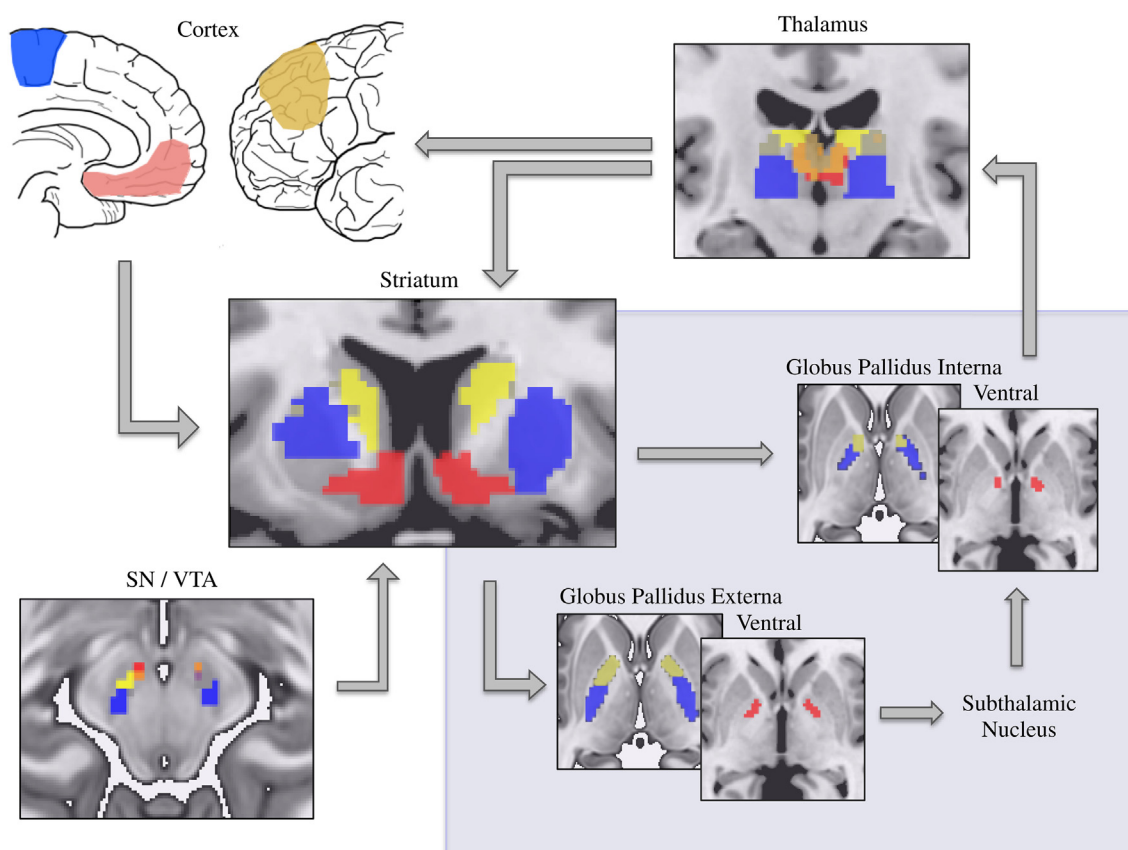 Cortex
Thalamus
Striatum
Globus Pallidus Interna
Ventral
SN / VTA
Globus Pallidus Externa
Ventral
Subthalamic
Nucleus